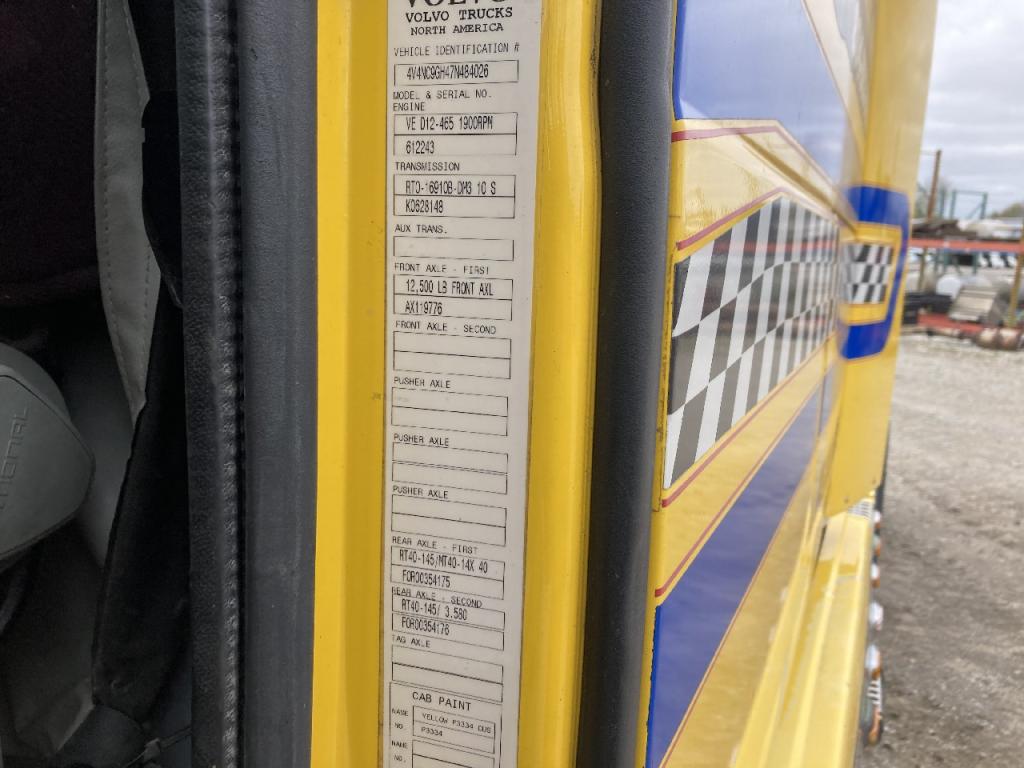 VOLVO
VOLVO TRUCKS
NORTH AMERICA
VEHICLE IDENTIFICATION #
4V4NC9GH47N484026
MODEL & SERIAL NO.
ENGINE
VE D12-465 1900RPM
612243
TRANSMISSION
RTO-16910B-DM3 10 S
K0628148
AUX TRANS.
FRONT AXLE - FIRST
12,500 LB FRONT AXL
AX119776
FRONT AXLE - SECOND
PUSHER AXLE
PUSHER AXLE
PUSHER AXLE
REAR AXLE - FIRST
RT40-145/MT40-14X 40
FOR00354175
REAR AXLE - SECOND
RT40-145/ 3.580
FOR00354176
TAG AXLE
CAB PAINT
NAME YELLOW P3334 CUS
NO P3334
NAME
NO.